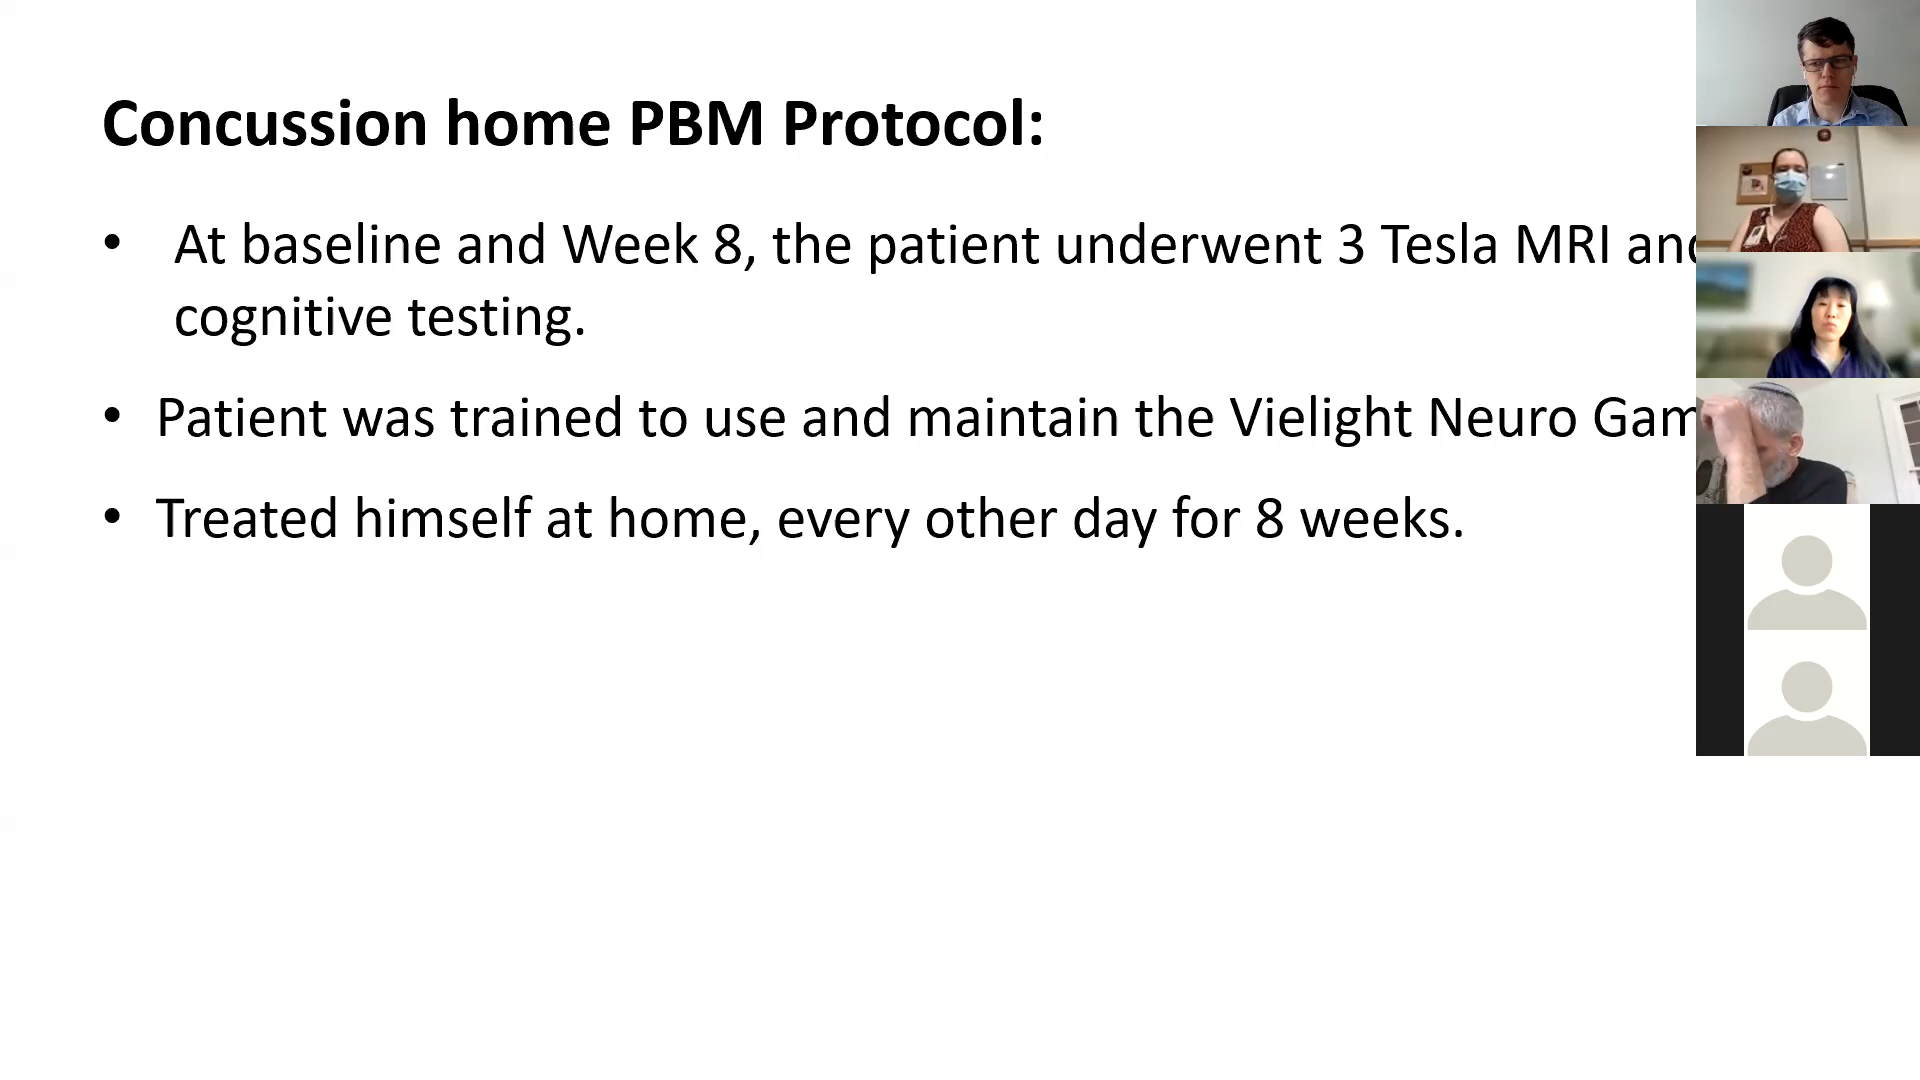 Concussion home PBM Protocol:
• At baseline and Week 8, the patient underwent 3 Tesla MRI and
cognitive testing.
• Patient was trained to use and maintain the Vielight Neuro
• Treated himself at home, every other day for 8 weeks.